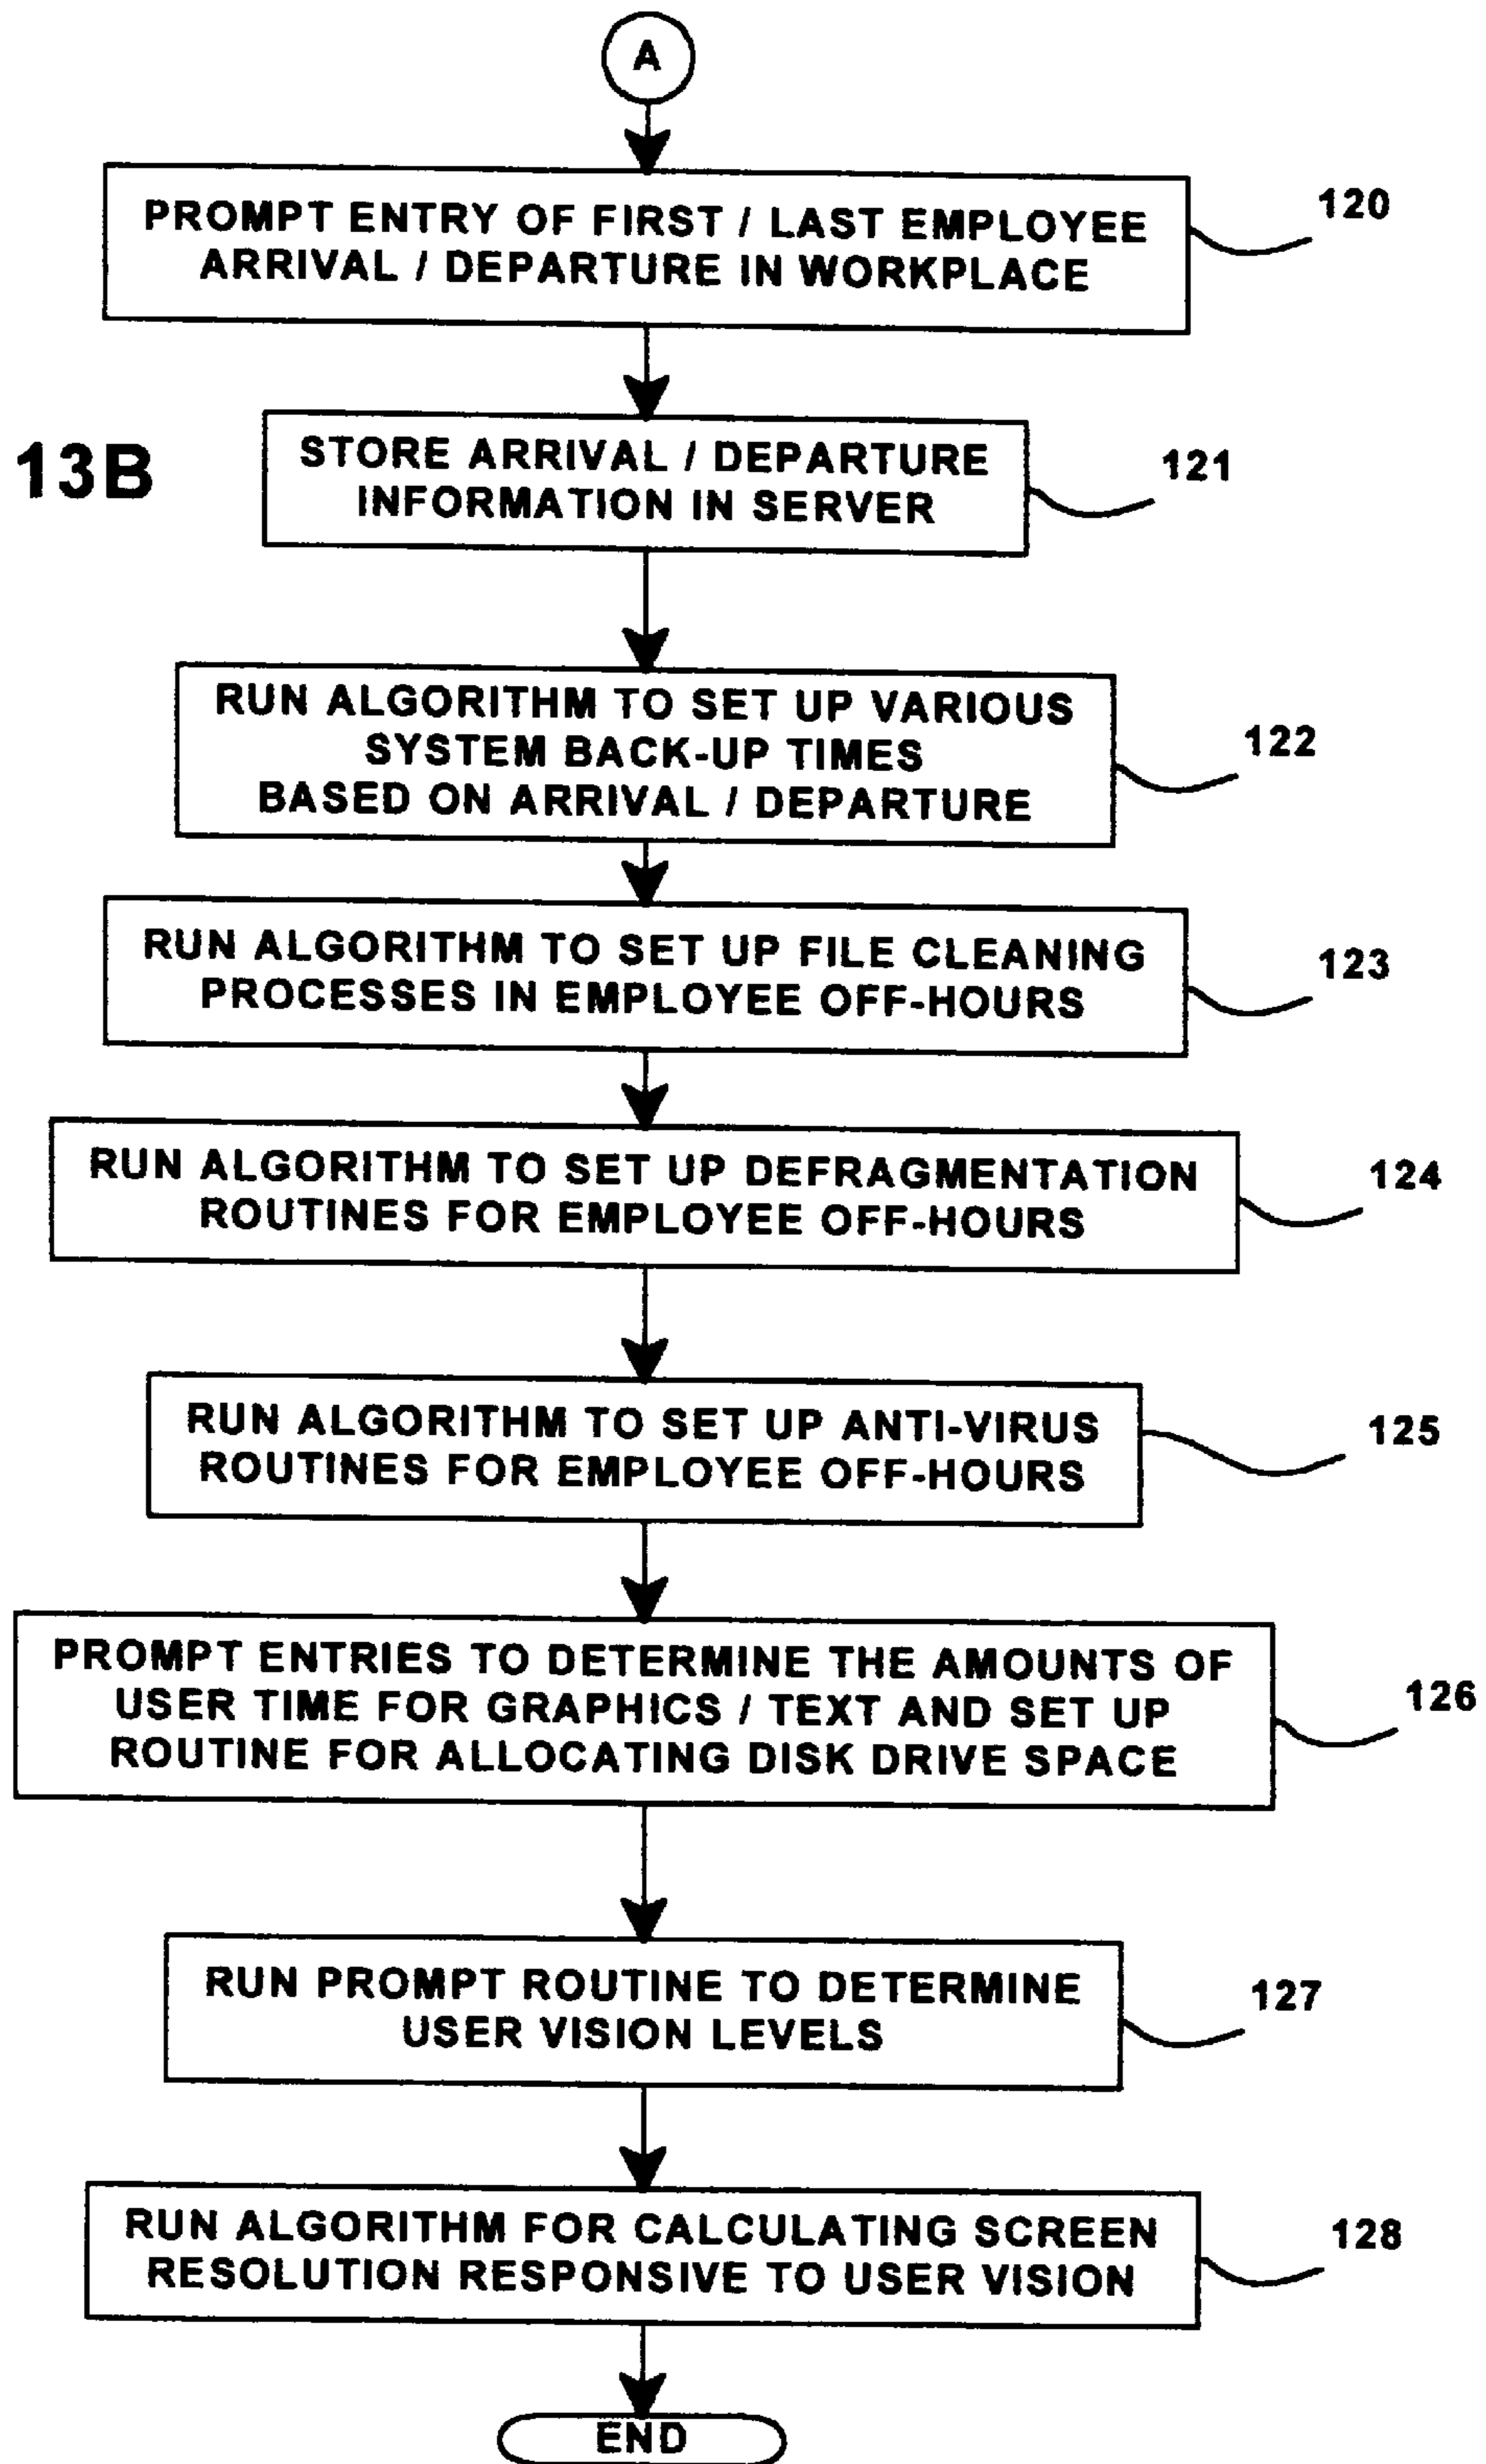 A
PROMPT ENTRY OF FIRST / LAST EMPLOYEE
ARRIVAL / DEPARTURE IN WORKPLACE
120
13B
STORE ARRIVAL / DEPARTURE
INFORMATION IN SERVER
121
RUN ALGORITHM TO SET UP VARIOUS
SYSTEM BACK-UP TIMES
BASED ON ARRIVAL / DEPARTURE
122
RUN ALGORITHM TO SET UP FILE CLEANING
PROCESSES IN EMPLOYEE OFF-HOURS
123
RUN ALGORITHM TO SET UP DEFRAGMENTATION
ROUTINES FOR EMPLOYEE OFF-HOURS
124
RUN ALGORITHM TO SET UP ANTI-VIRUS
ROUTINES FOR EMPLOYEE OFF-HOURS
125
PROMPT ENTRIES TO DETERMINE THE AMOUNTS OF
USER TIME FOR GRAPHICS / TEXT AND SET UP
ROUTINE FOR ALLOCATING DISK DRIVE SPACE
126
RUN PROMPT ROUTINE TO DETERMINE
USER VISION LEVELS
127
RUN ALGORITHM FOR CALCULATING SCREEN
RESOLUTION RESPONSIVE TO USER VISION
128
END